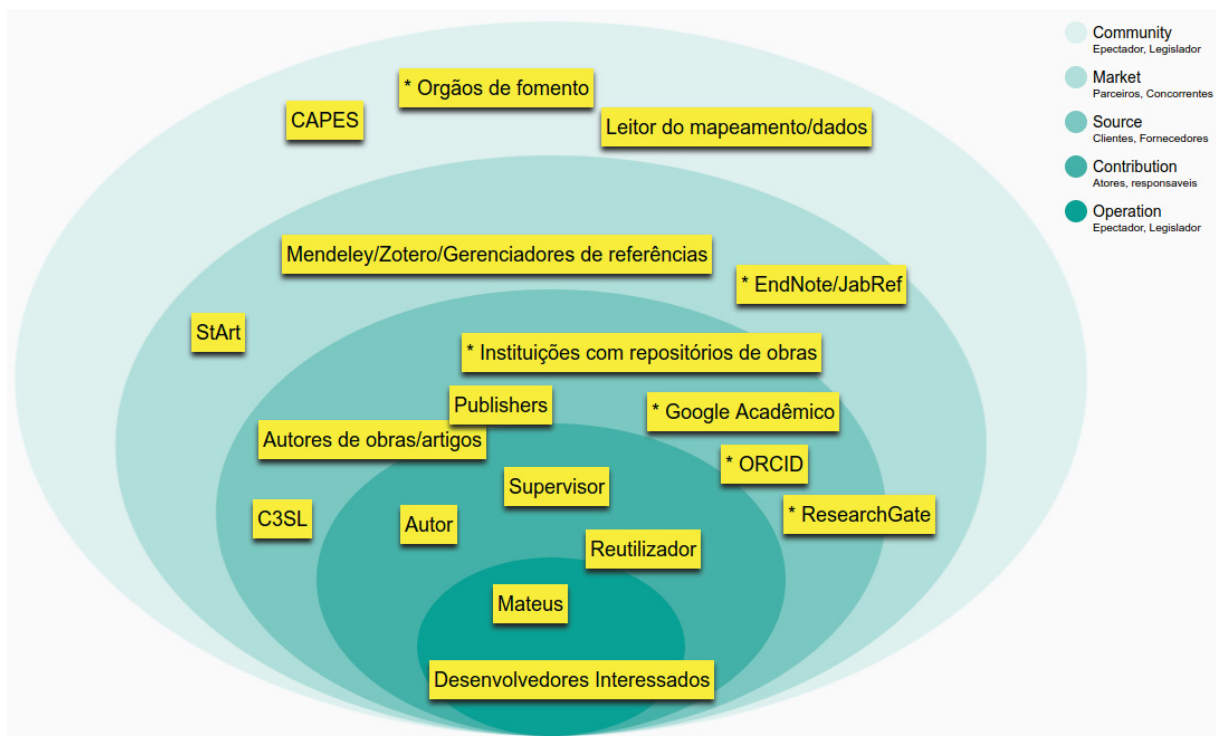 * Orgãos de fomento
CAPES
Leitor do mapeamento/dados
Mendeley/Zotero/Gerenciadores de referências
* EndNote/JabRef
StArt
* Instituições com repositórios de obras
Publishers
* Google Acadêmico
Autores de obras/artigos
* ORCID
Supervisor
C3SL
Autor
* ResearchGate
Reutilizador
Mateus
Desenvolvedores Interessados
Community
Epectador, Legislador
Market
Parceiros, Concorrentes
Source
Clientes, Fornecedores
Contribution
Atores, responsaveis
Operation
Epectador, Legislador